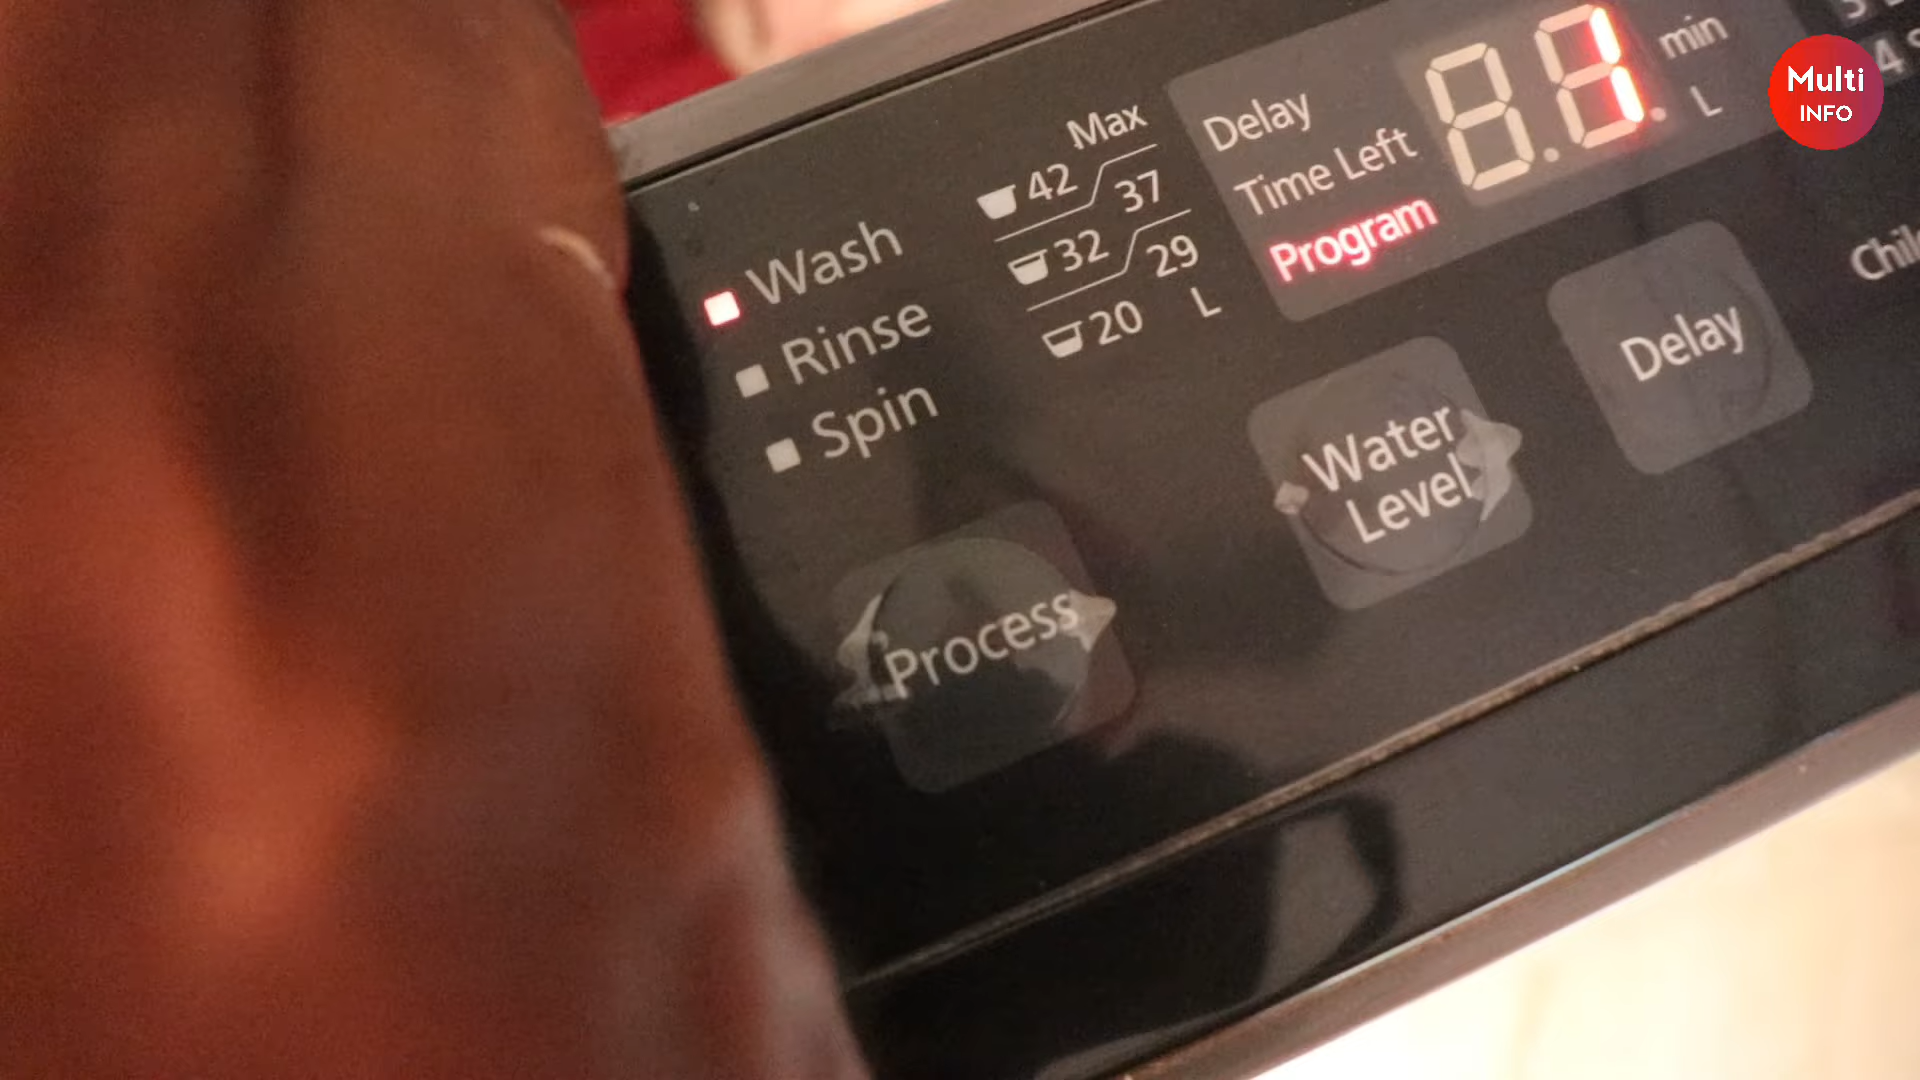 Max
42 / 37
32 / 29
20 L
Wash
Rinse
Spin
Delay
Time Left
Program
1
min
L
Process
Water
Level
Delay
4
Multi
INFO